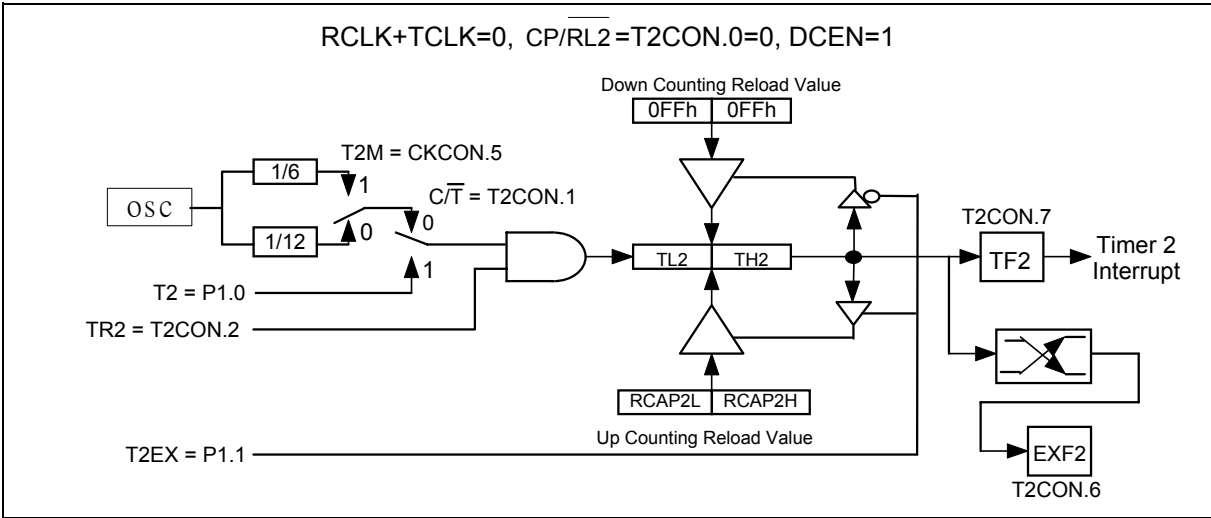 RCLK+TCLK=0, CP/RL2=T2CON.0=0, DCEN=1
Down Counting Reload Value
0FFh 0FFh
T2M = CKCON.5
1/6
1
C/T = T2CON.1
OSC
0
T2CON.7
1/12
0
TL2 TH2
TF2
Timer 2
Interrupt
1
T2 = P1.0
TR2 = T2CON.2
RCAP2L RCAP2H
Up Counting Reload Value
T2EX = P1.1
EXF2
T2CON.6